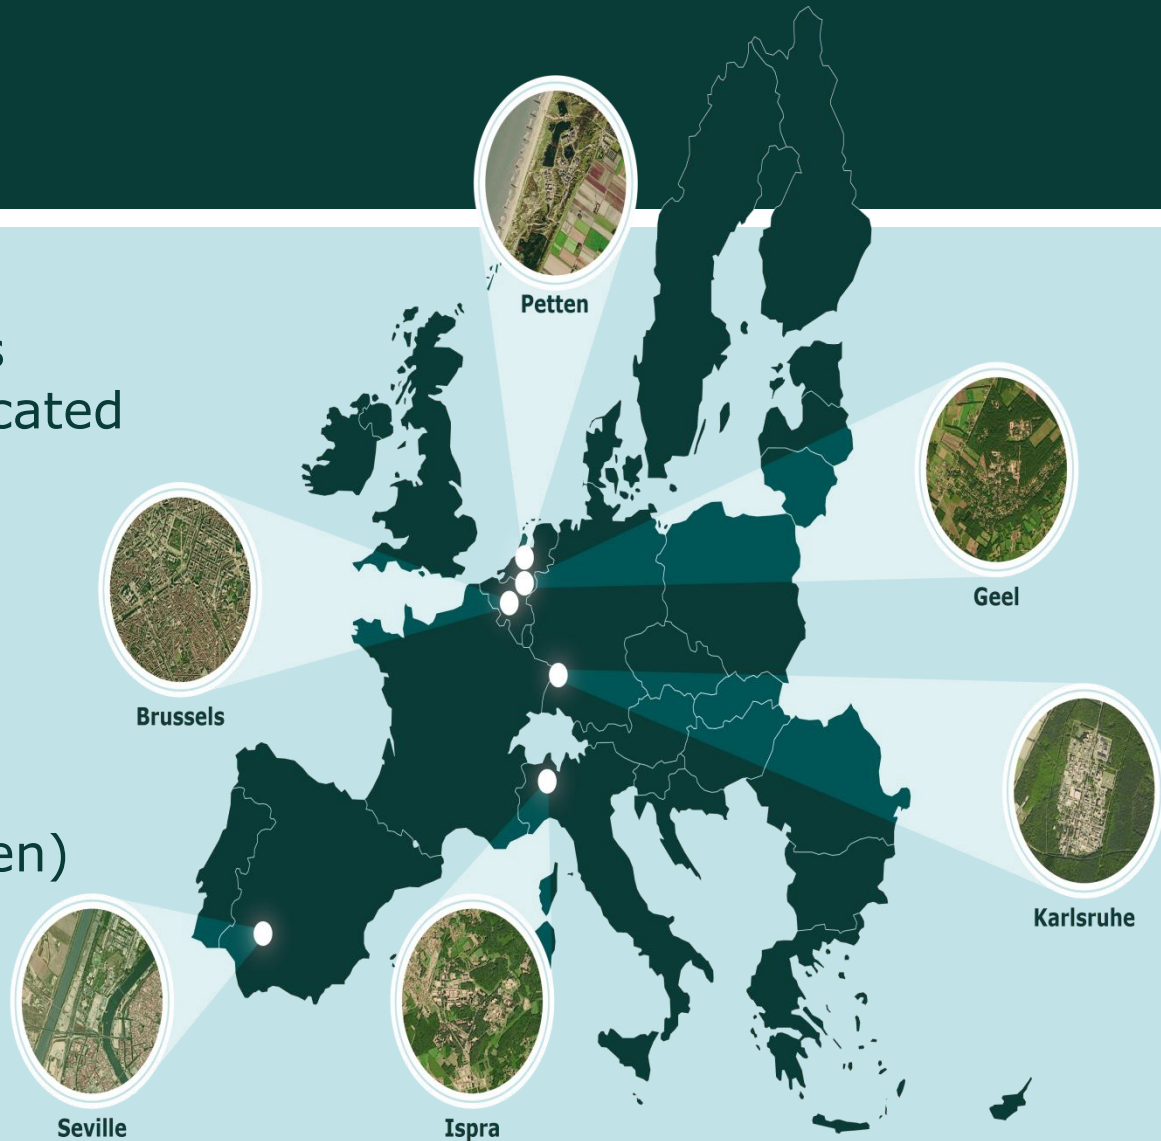 Petten
s
cated
Geel
Brussels
en)
Karlsruhe
Seville
Ispra